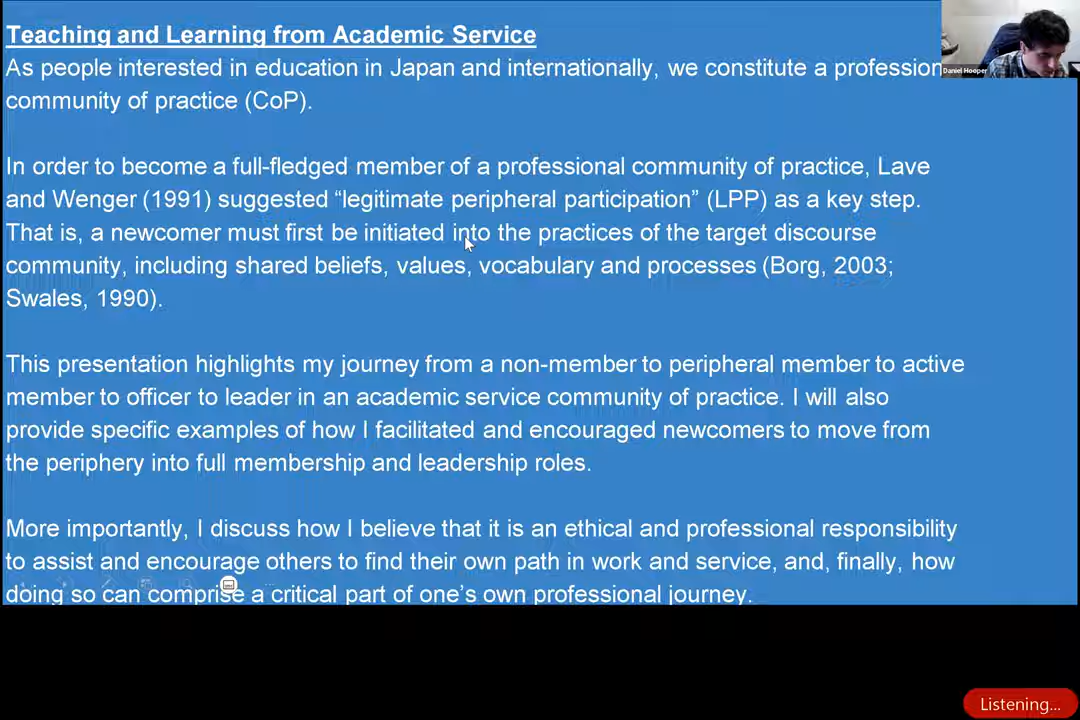 Teaching and Learning from Academic Service
As people interested in education in Japan and internationally, we constitute a profession
community of practice (CoP).
In order to become a full-fledged member of a professional community of practice, Lave
and Wenger (1991) suggested “legitimate peripheral participation” (LPP) as a key step.
That is, a newcomer must first be initiated into the practices of the target discourse
community, including shared beliefs, values, vocabulary and processes (Borg, 2003;
Swales, 1990).
This presentation highlights my journey from a non-member to peripheral member to active
member to officer to leader in an academic service community of practice. I will also
provide specific examples of how I facilitated and encouraged newcomers to move from
the periphery into full membership and leadership roles.
More importantly, I discuss how I believe that it is an ethical and professional responsibility
to assist and encourage others to find their own path in work and service, and, finally, how
doing so can comprise a critical part of one’s own professional journey.
Daniel Hooper
Listening...